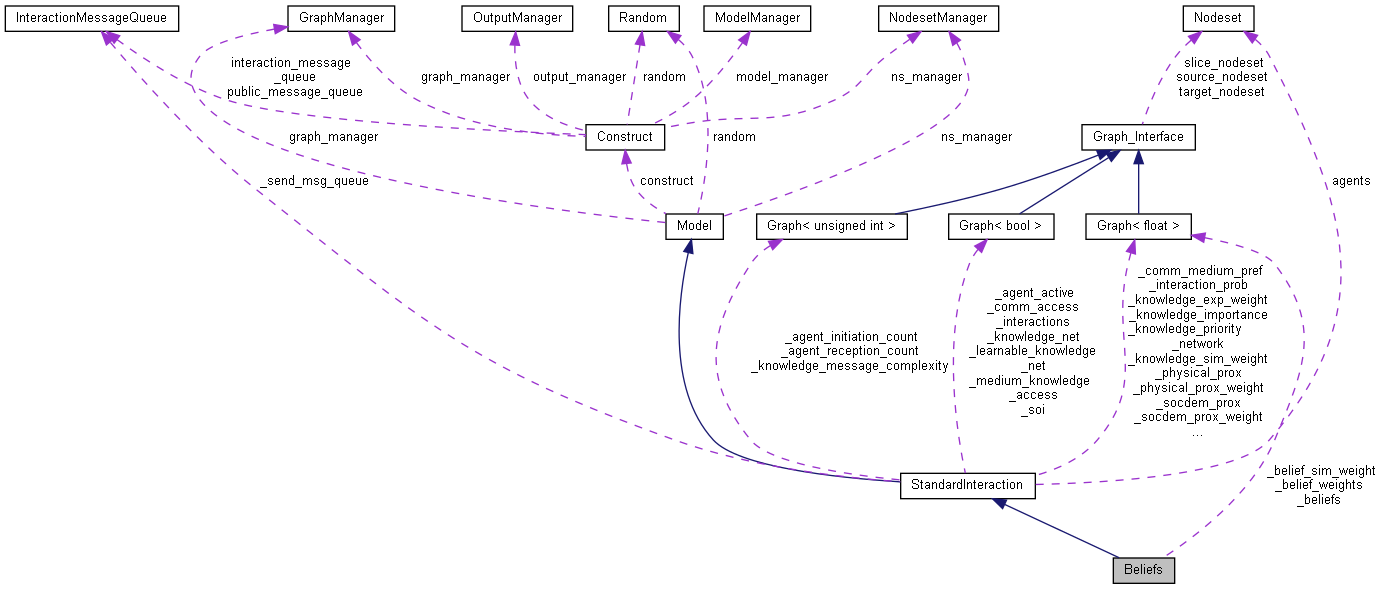 InteractionMessageQueue
GraphManager
OutputManager
Random
ModelManager
NodesetManager
Nodeset
interaction_message
_queue
public_message_queue
graph_manager
output_manager
random
model_manager
ns_manager
slice_nodeset
source_nodeset
target_nodeset
Construct
Graph_Interface
graph_manager
random
ns_manager
_send_msg_queue
construct
agents
Model
Graph< unsigned int >
Graph< bool >
Graph< float >
_agent_initiation_count
_agent_reception_count
_knowledge_message_complexity
_agent_active
_comm_access
_interactions
_knowledge_net
_learnable_knowledge
_net
_medium_knowledge
_access
_soi
_comm_medium_pref
_interaction_prob
_knowledge_exp_weight
_knowledge_importance
_knowledge_priority
_network
_knowledge_sim_weight
_physical_prox
_physical_prox_weight
_socdem_prox
_socdem_prox_weight
...
StandardInteraction
_belief_sim_weight
_belief_weights
_beliefs
Beliefs